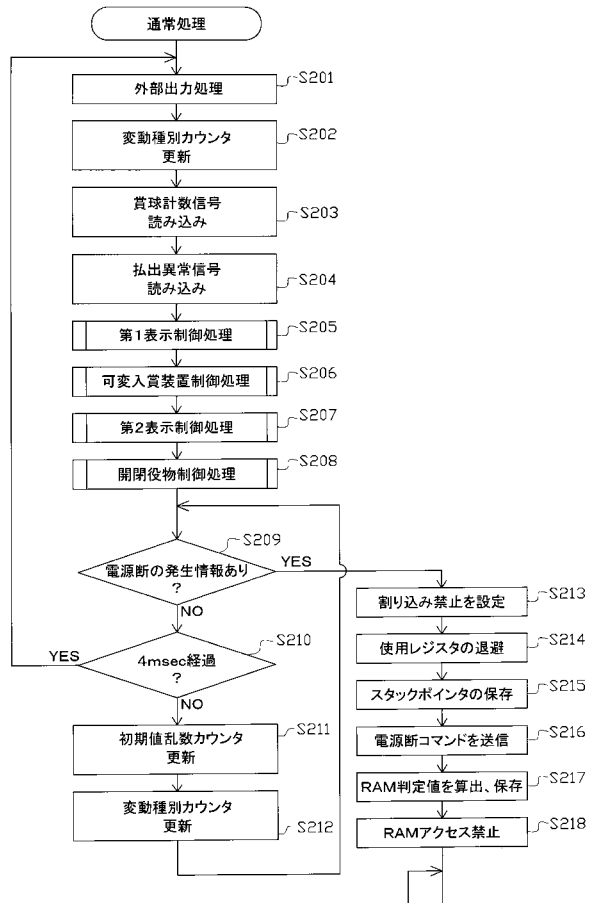 通常処理
外部出力処理
S201
変動種別カウンタ
更新
S202
賞球計数信号
読み込み
S203
払出異常信号
読み込み
S204
第1表示制御処理
S205
可変入賞装置制御処理
S206
第2表示制御処理
S207
開閉役物制御処理
S208
電源断の発生情報あり
?
S209
YES
NO
4msec経過
?
S210
YES
NO
初期値乱数カウンタ
更新
S211
変動種別カウンタ
更新
S212
割り込み禁止を設定
S213
使用レジスタの退避
S214
スタックポインタの保存
S215
電源断コマンドを送信
S216
RAM判定値を算出、保存
S217
RAMアクセス禁止
S218